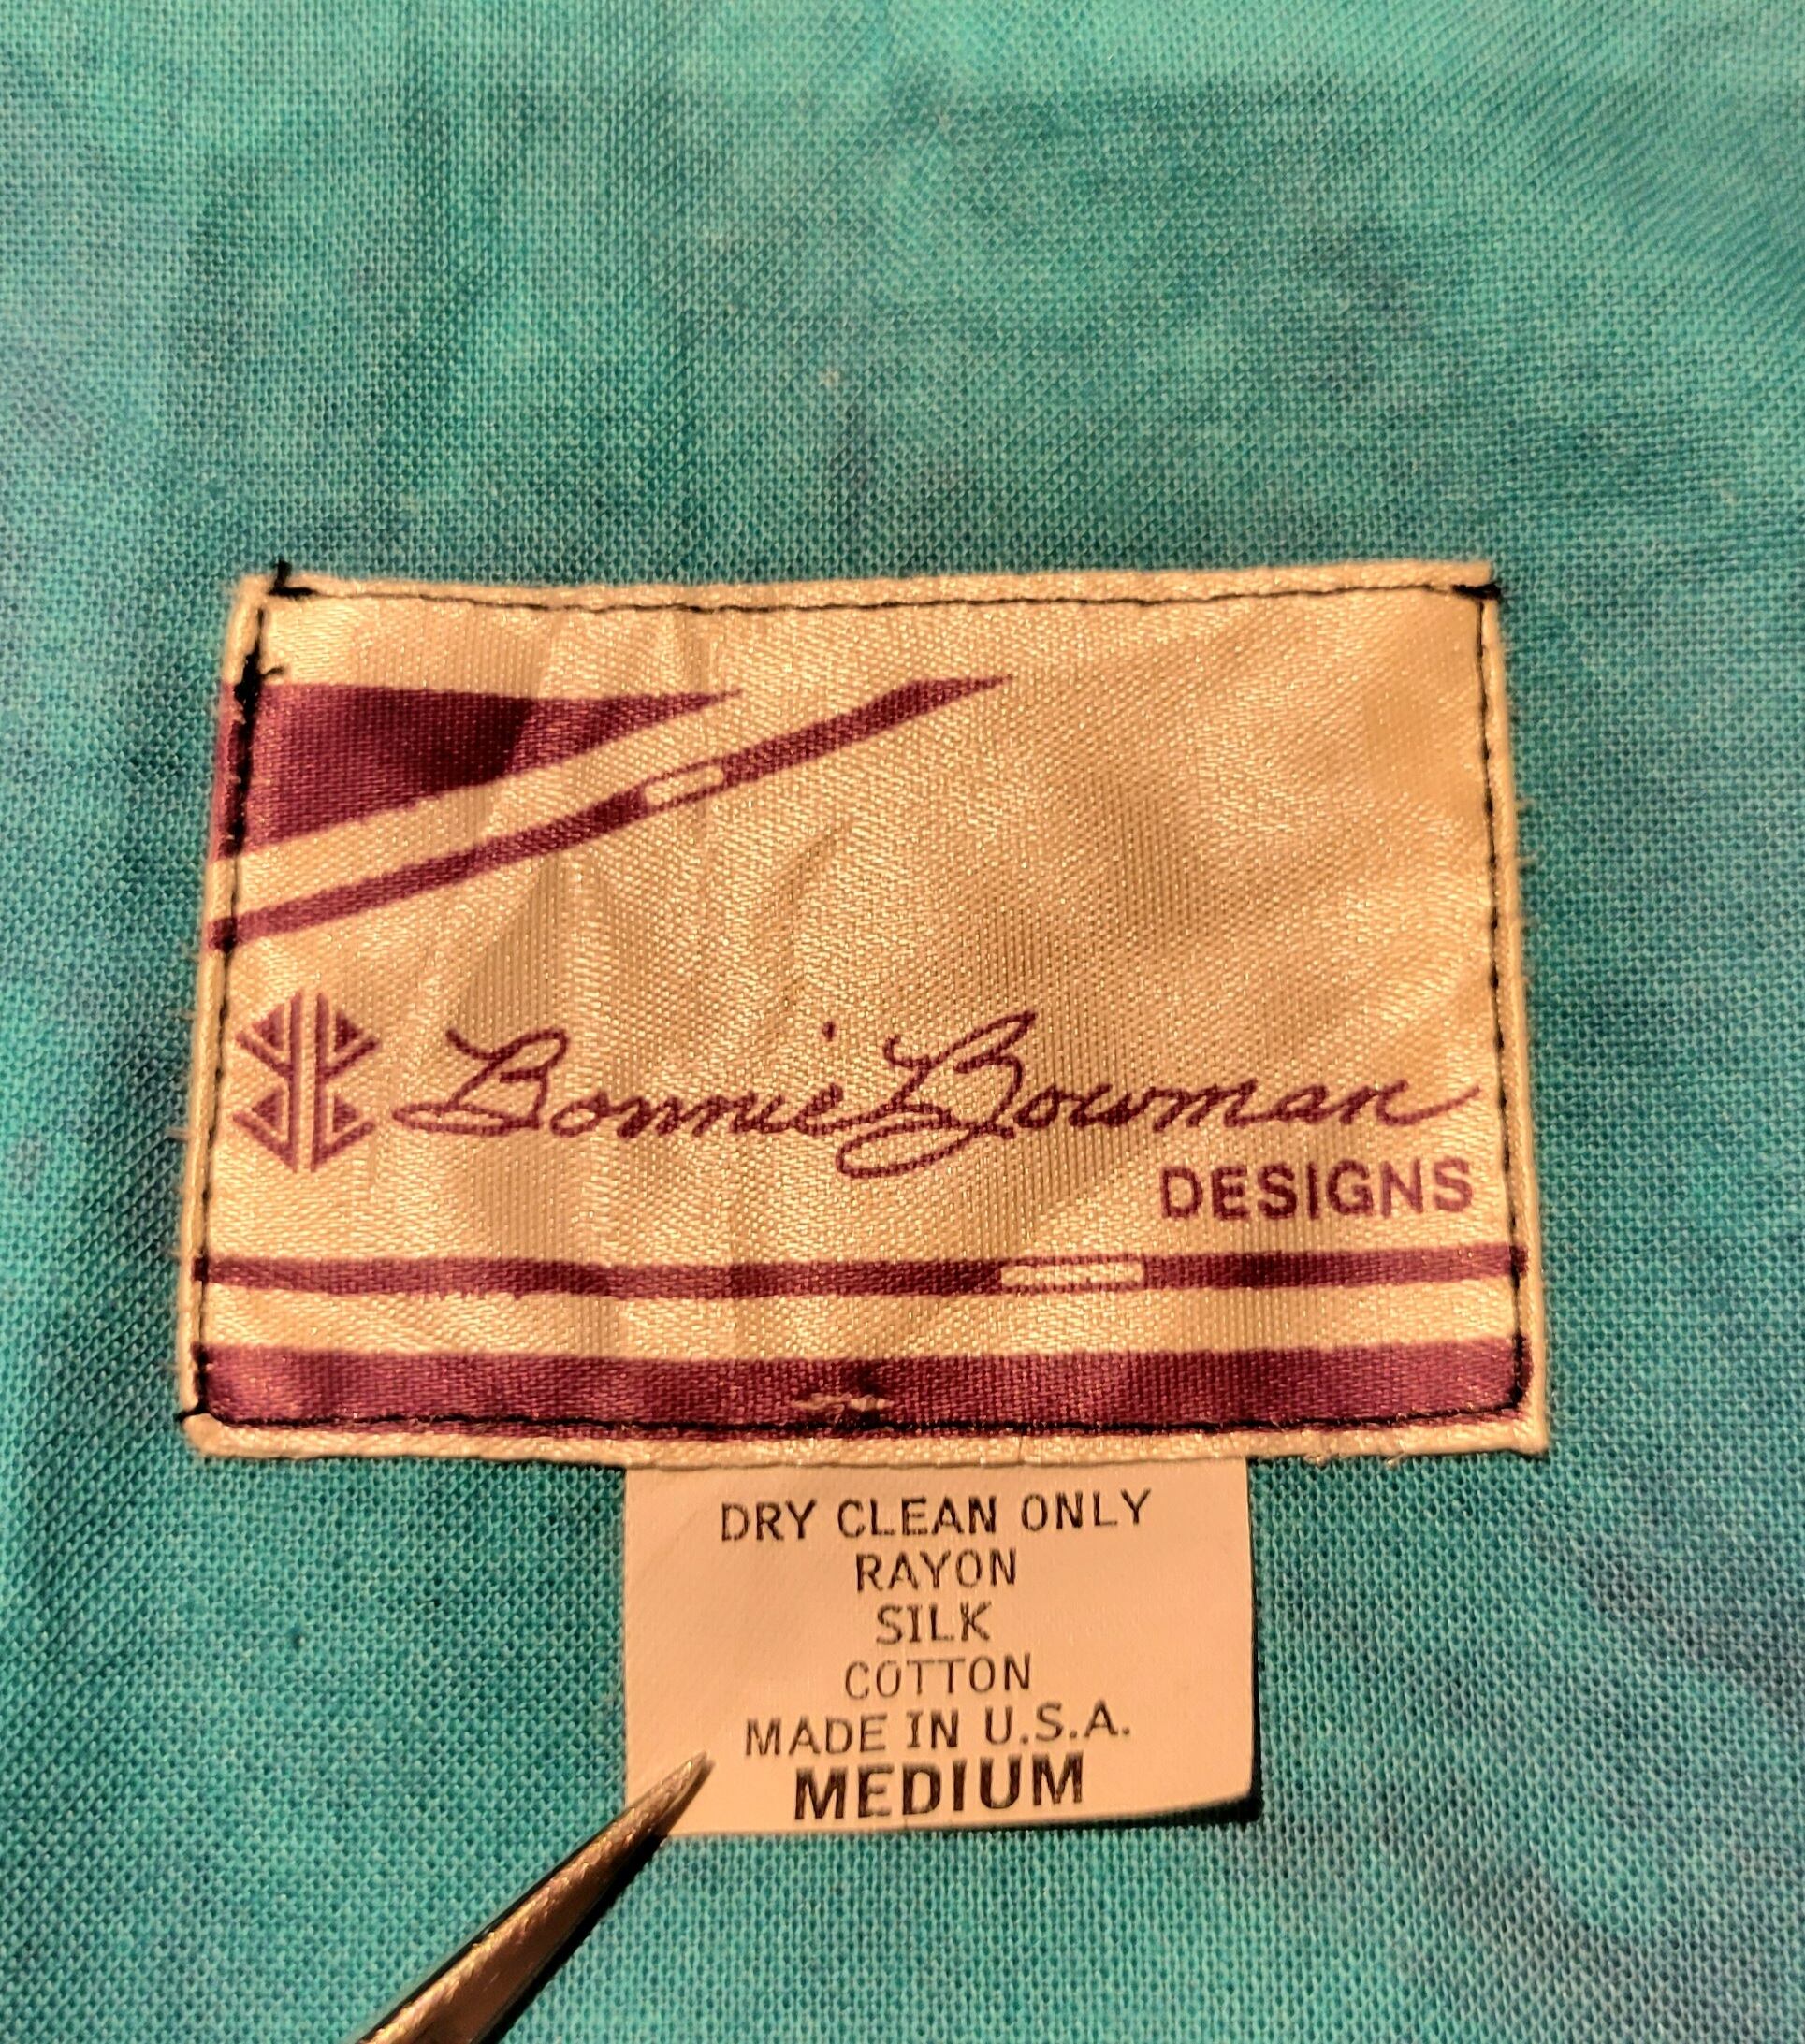 Bonnie Bowman
DESIGNS
DRY CLEAN ONLY
RAYON
SILK
COTTON
MADE IN U.S.A.
MEDIUM